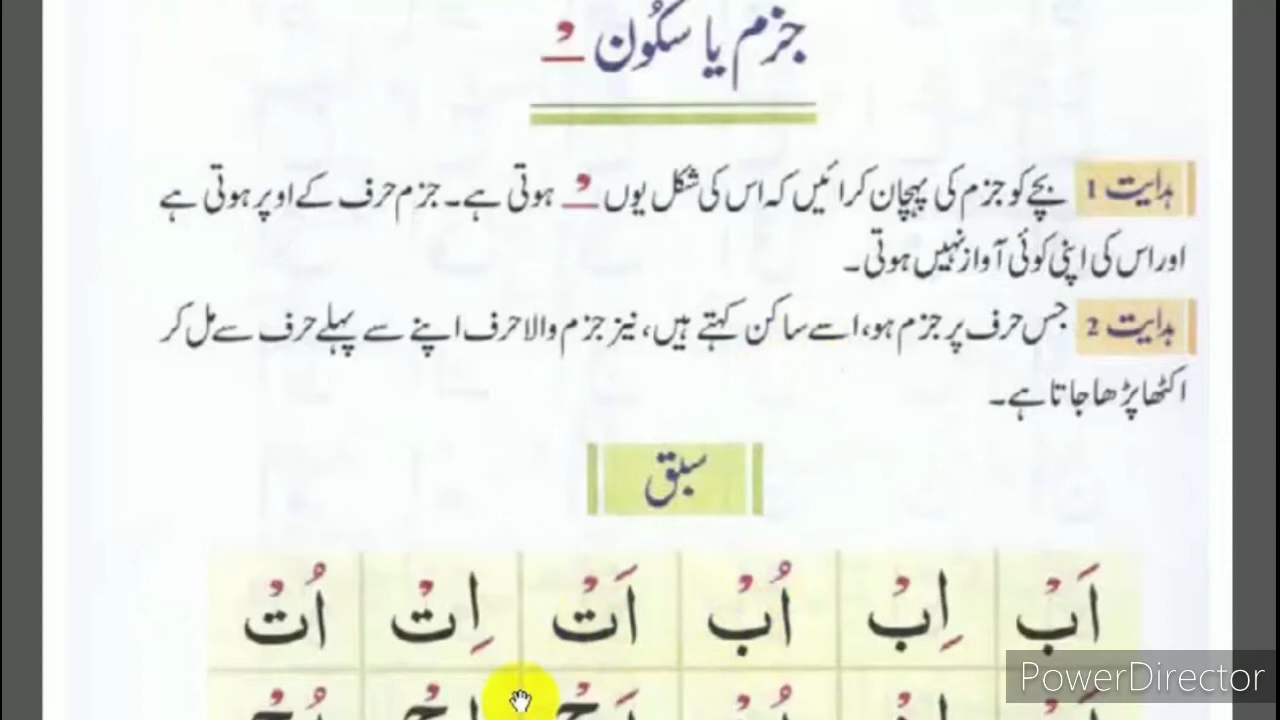 جزم یا سکُون ـْ
ہدایت 1 بچے کو جزم کی پہچان کرائیں کہ اس کی شکل یوں ـْ ہوتی ہے۔ جزم حرف کے اوپر ہوتی ہے
اور اس کی اپنی کوئی آواز نہیں ہوتی۔
ہدایت 2 جس حرف پر جزم ہو، اسے ساکن کہتے ہیں، نیز جزم والا حرف اپنے سے پہلے حرف سے مل کر
اکٹھا پڑھا جاتا ہے۔
سبق
اَبْ اِبْ اُبْ اَتْ اِتْ اُتْ
PowerDirector